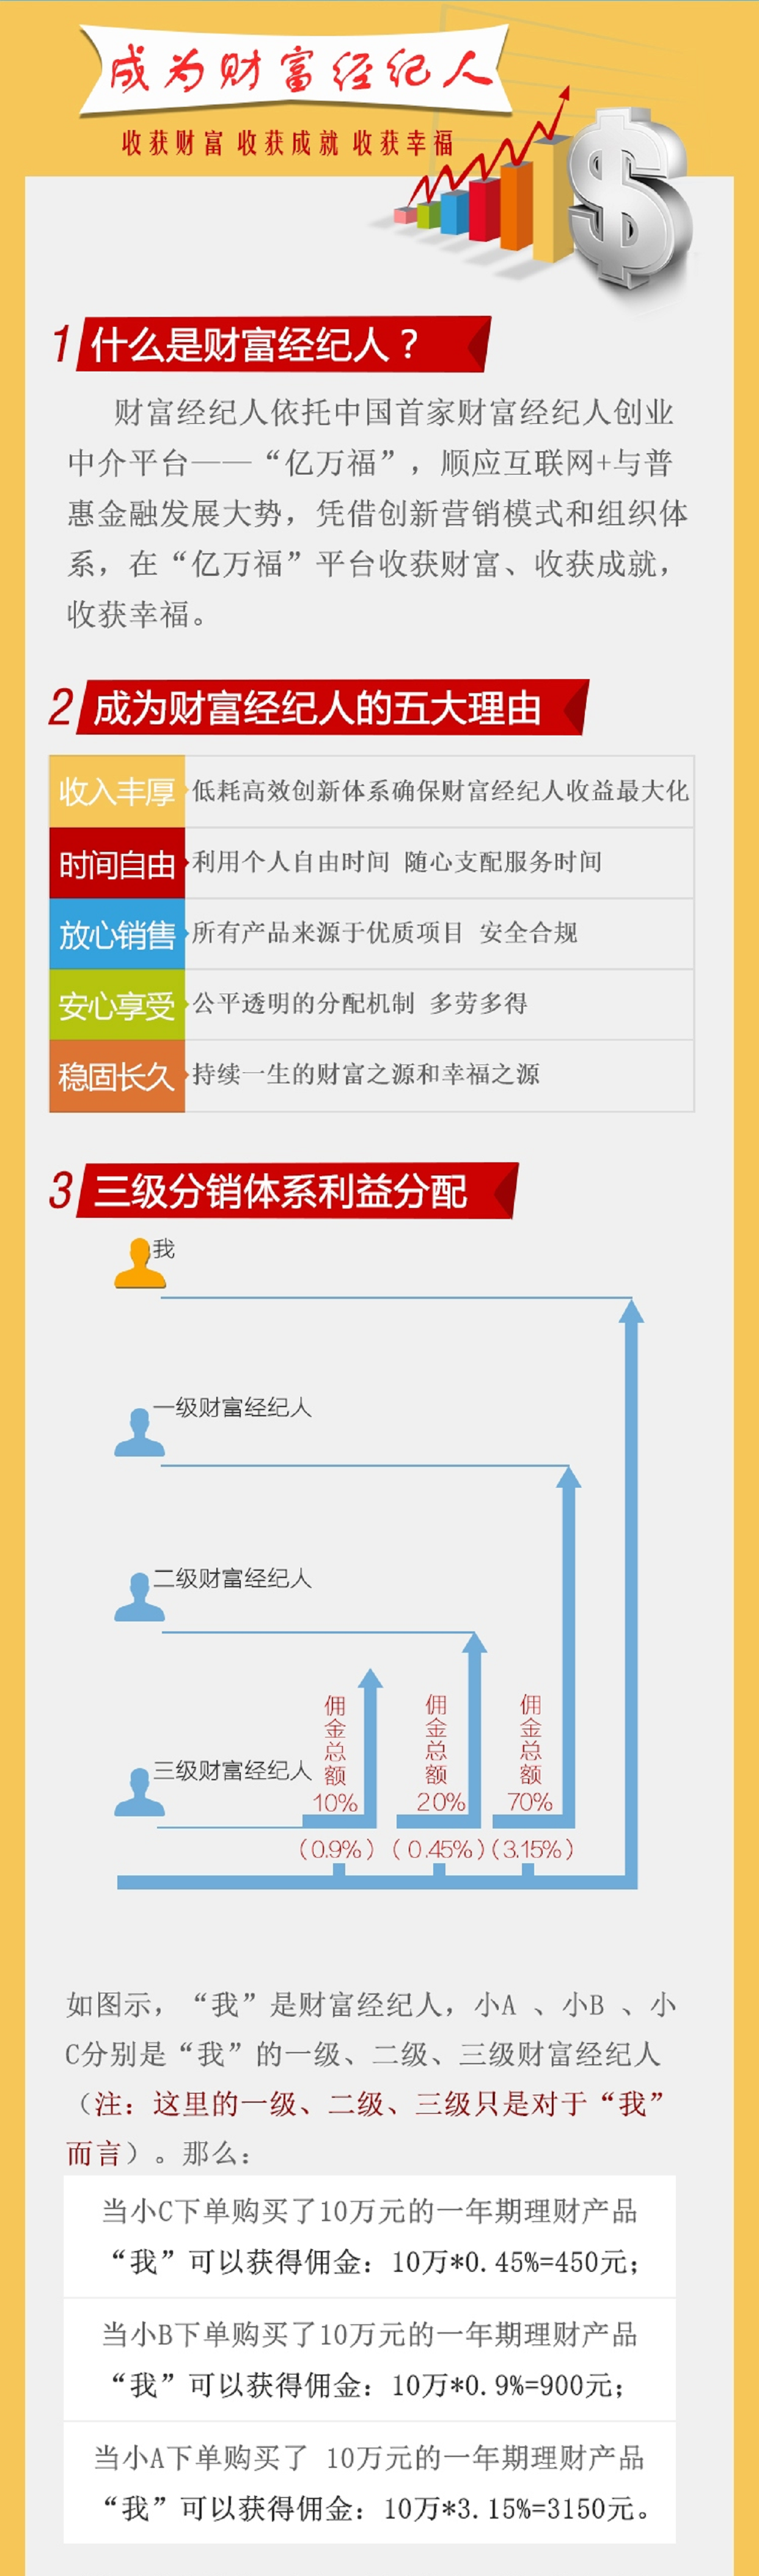 成为财富经纪人
收获财富 收获成就 收获幸福
1 什么是财富经纪人？
财富经纪人依托中国首家财富经纪人创业
中介平台——“亿万福”，顺应互联网+与普
惠金融发展大势，凭借创新营销模式和组织体
系，在“亿万福”平台收获财富、收获成就，
收获幸福。
2 成为财富经纪人的五大理由
收入丰厚 低耗高效创新体系确保财富经纪人收益最大化
时间自由 利用个人自由时间 随心支配服务时间
放心销售 所有产品来源于优质项目 安全合规
安心享受 公平透明的分配机制 多劳多得
稳固长久 持续一生的财富之源和幸福之源
3 三级分销体系利益分配
我
一级财富经纪人
二级财富经纪人
三级财富经纪人
佣金总额10%
佣金总额20%
佣金总额70%
（0.9%）（0.45%）（3.15%）
如图示，“我”是财富经纪人，小A 、小B 、小
C分别是“我”的一级、二级、三级财富经纪人
（注：这里的一级、二级、三级只是对于“我”
而言）。那么：
当小C下单购买了10万元的一年期理财产品
“我”可以获得佣金：10万*0.45%=450元；
当小B下单购买了10万元的一年期理财产品
“我”可以获得佣金：10万*0.9%=900元；
当小A下单购买了 10万元的一年期理财产品
“我”可以获得佣金：10万*3.15%=3150元。